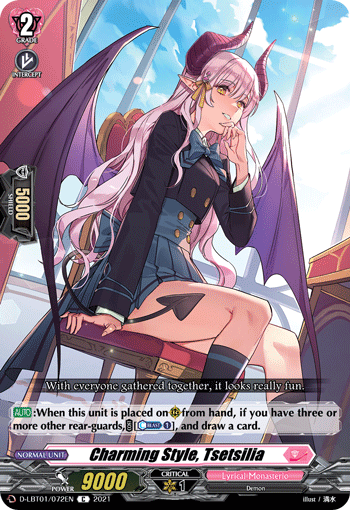 2
GRADE
INTERCEPT
5000
SHIELD
With everyone gathered together, it looks really fun.
AUTO:When this unit is placed on R from hand, if you have three or
more other rear-guards, [-BLAST 1], and draw a card.
NORMAL UNIT
Charming Style, Tsetsilia
Lyrical Monasterio
Demon
POWER 9000
CRITICAL
1
D-LBT01/072EN C 2021
illust / 清水